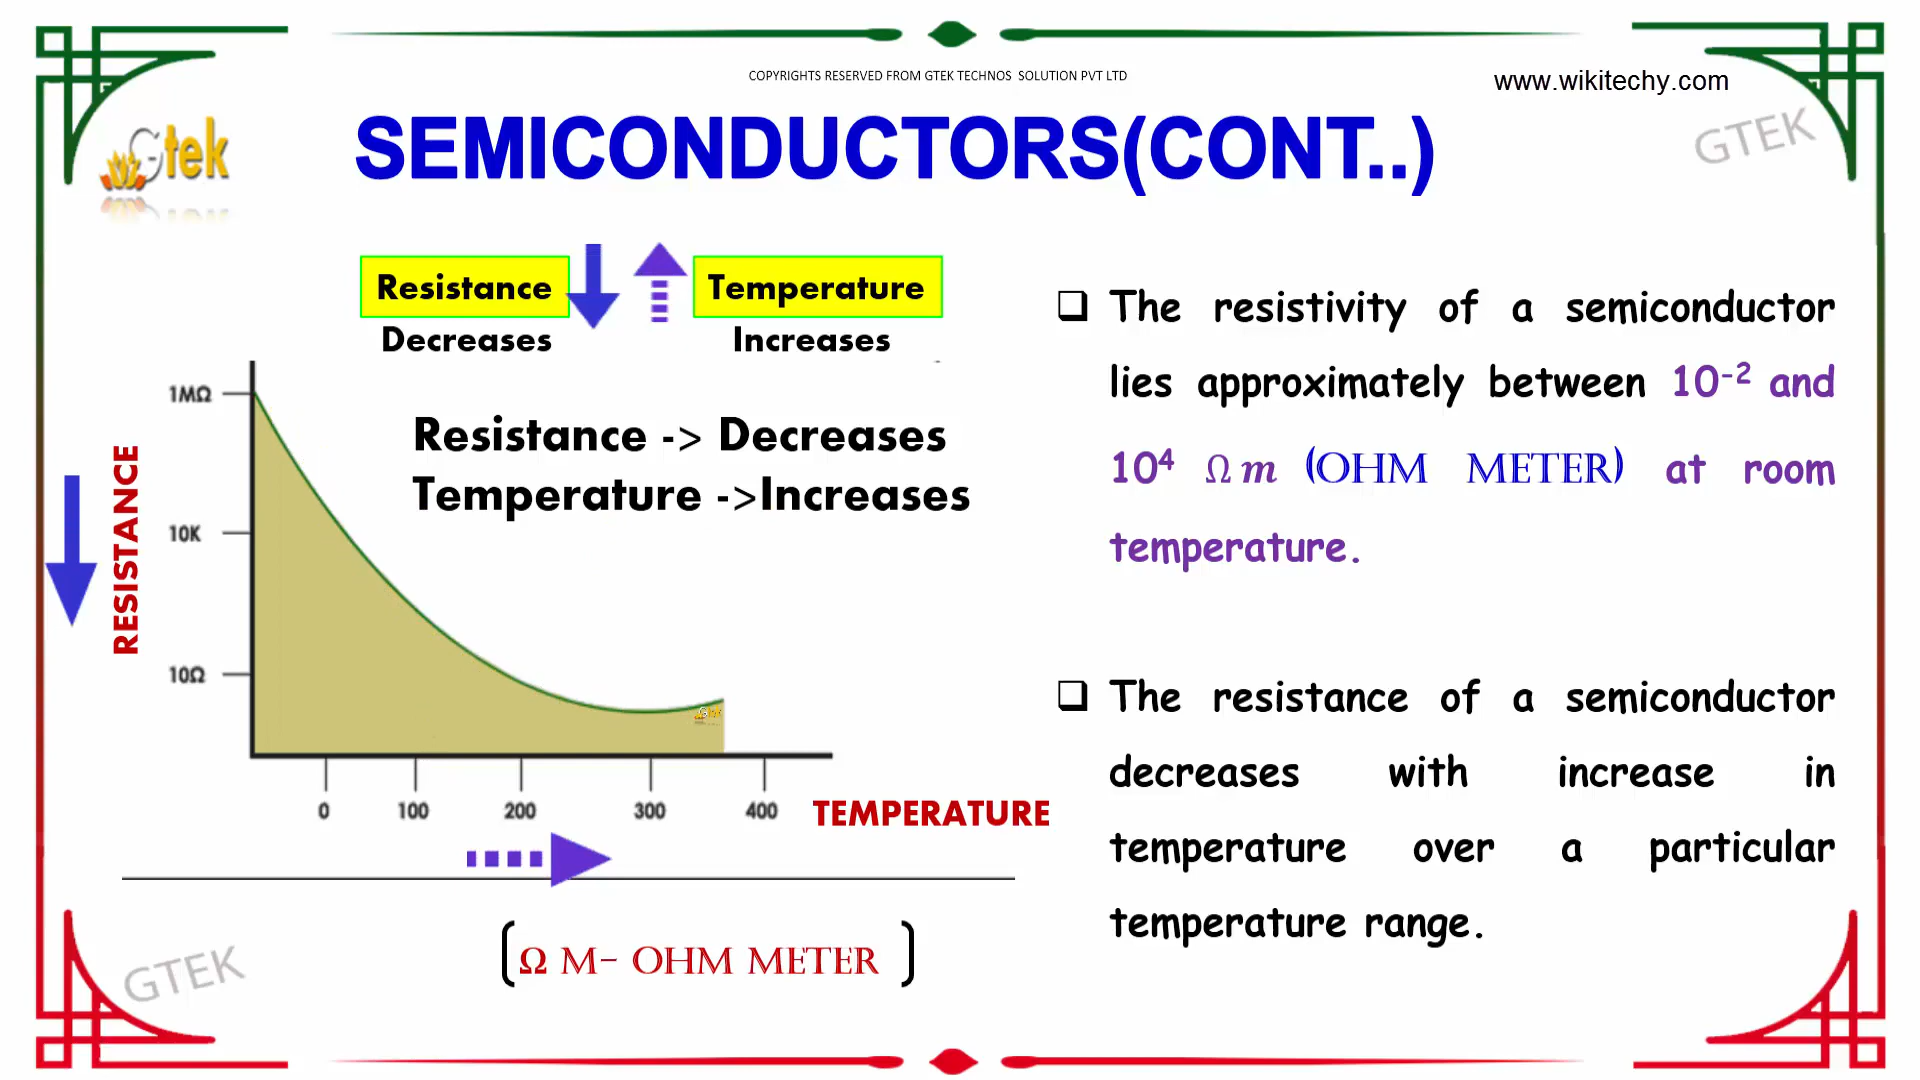 COPYRIGHTS RESERVED FROM GTEK TECHNOS SOLUTION PVT LTD
www.wikitechy.com
Gtek
SEMICONDUCTORS(CONT..)
GTEK
Resistance
Temperature
Decreases
Increases
Resistance -> Decreases
Temperature ->Increases
1MΩ
10K
10Ω
RESISTANCE
0 100 200 300 400
TEMPERATURE
(Ω M- OHM METER)
GTEK
❑ The resistivity of a semiconductor
lies approximately between 10⁻² and
10⁴ Ω m (OHM METER) at room
temperature.
❑ The resistance of a semiconductor
decreases with increase in
temperature over a particular
temperature range.